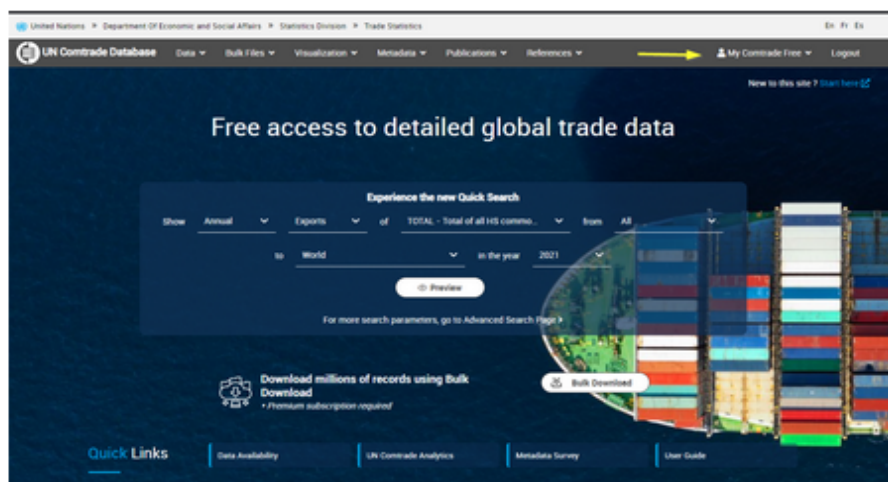 United Nations » Department Of Economic and Social Affairs » Statistics Division » Trade Statistics En Fr Es
UN Comtrade Database Data Bulk Files Visualization Metadata Publications References My Comtrade Free Logout
New to this site ? Start here
Free access to detailed global trade data
Experience the new Quick Search
Show Annual Exports of TOTAL - Total of all HS commo.. from All
to World in the year 2021
Preview
For more search parameters, go to Advanced Search Page >
Download millions of records using Bulk
Download
• Premium subscription required
Bulk Download
Quick Links Data Availability UN Comtrade Analytics Metadata Survey User Guide